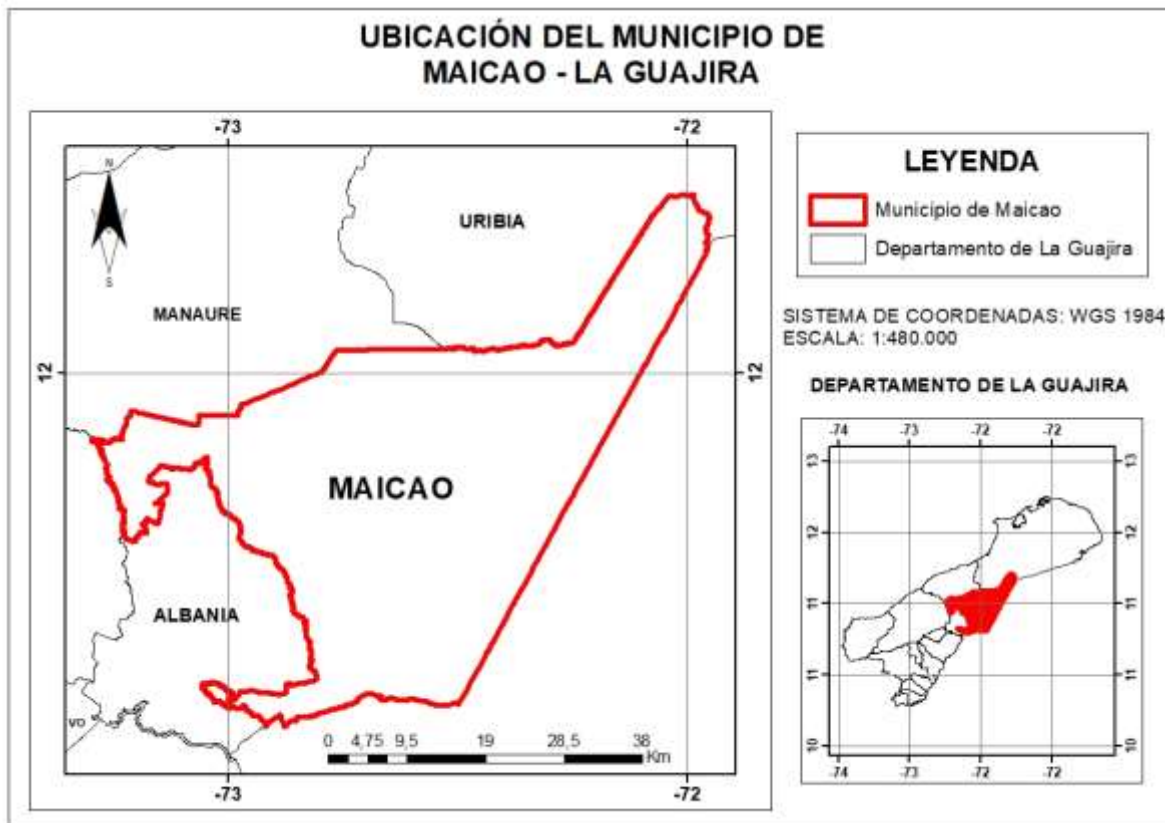 UBICACIÓN DEL MUNICIPIO DE
MAICAO - LA GUAJIRA
-73
-72
N
S
URIBIA
MANAURE
12
12
MAICAO
ALBANIA
VO
0 4,75 9,5 19 28,5 38
Km
-73
-72
LEYENDA
Municipio de Maicao
Departamento de La Guajira
SISTEMA DE COORDENADAS: WGS 1984
ESCALA: 1:480.000
DEPARTAMENTO DE LA GUAJIRA
-74 -73 -72 -72
13
13
12
12
11
11
11
11
10
10
-74 -73 -72 -72